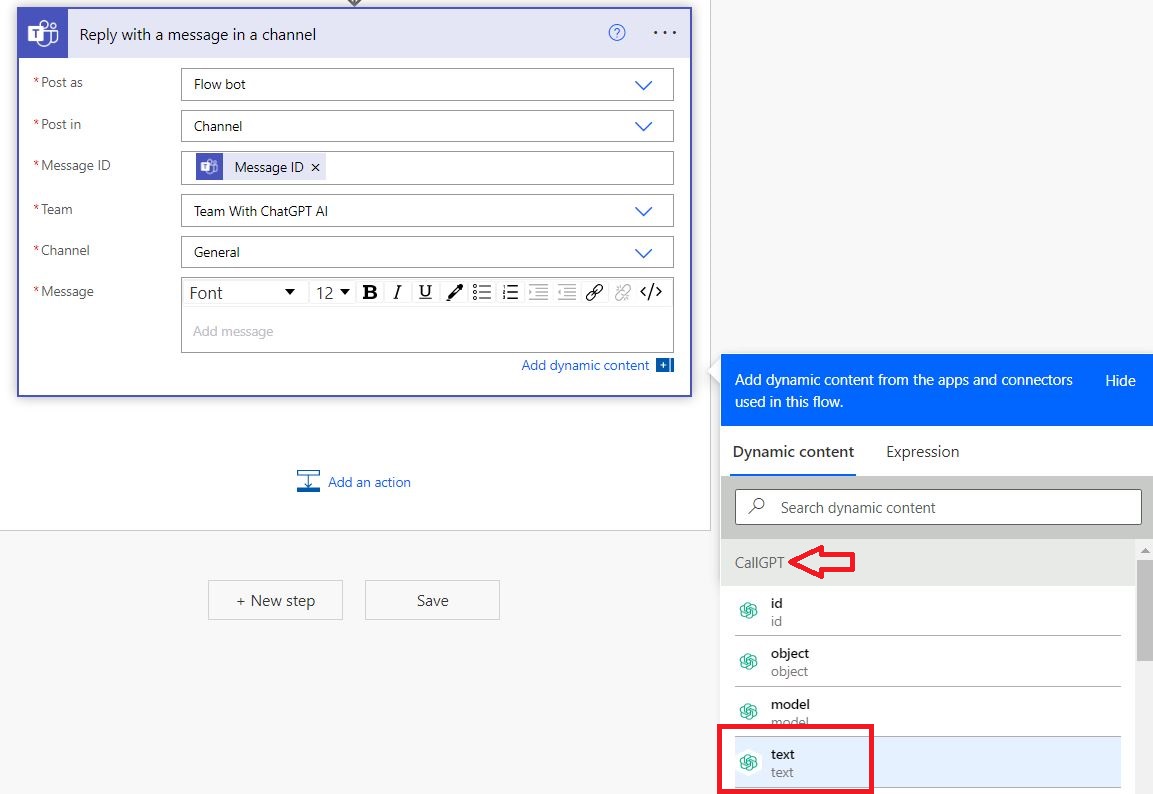 Reply with a message in a channel
?
* Post as
Flow bot
* Post in
Channel
* Message ID
Message ID ×
* Team
Team With ChatGPT AI
* Channel
General
* Message
Font 12 B I U </>
Add message
Add dynamic content +
Add dynamic content from the apps and connectors
used in this flow.
Hide
Dynamic content Expression
Search dynamic content
CallGPT
id
id
object
object
model
model
text
text
Add an action
+ New step
Save